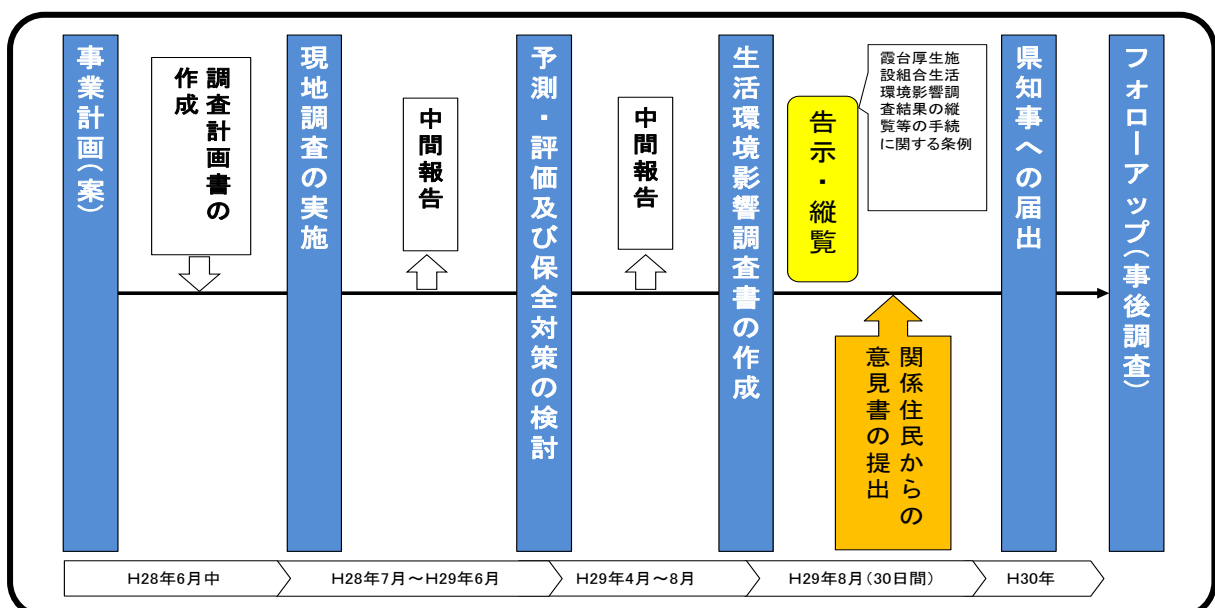 事業計画(案)
調査計画書の
作成
現地調査の実施
中間報告
予測・評価及び保全対策の検討
中間報告
生活環境影響調査書の作成
告示・縦覧
霞台厚生施
設組合生活
環境影響調
査結果の縦
覧等の手続
に関する条例
関係住民からの
意見書の提出
県知事への届出
フォローアップ(事後調査)
H28年6月中
H28年7月~H29年6月
H29年4月~8月
H29年8月(30日間)
H30年